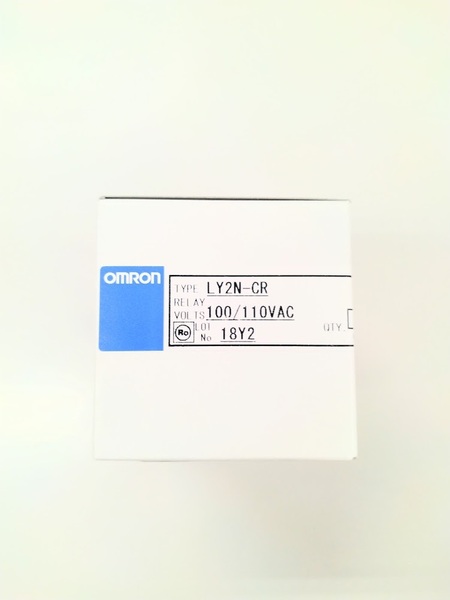 OMRON
TYPE LY2N-CR
RELAY
VOLTS 100/110VAC
Ro LOT No 18Y2 QTY